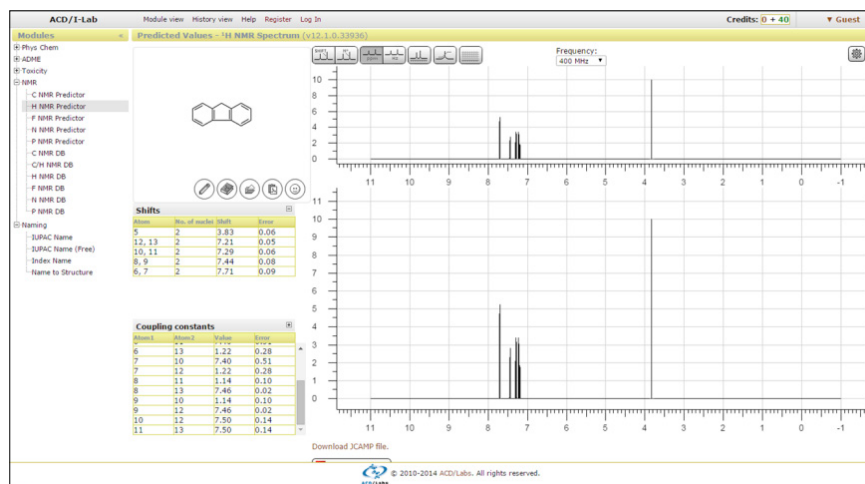 ACD/I-Lab Module view History view Help Register Log In Credits: 0 + 40 ▼ Guest
Modules « Predicted Values - ¹H NMR Spectrum (v12.1.0.33936)
Phys Chem
ADME
Toxicity
NMR
C NMR Predictor
H NMR Predictor
F NMR Predictor
N NMR Predictor
P NMR Predictor
C NMR DB
C/H NMR DB
H NMR DB
F NMR DB
N NMR DB
P NMR DB
Naming
IUPAC Name
IUPAC Name (Free)
Index Name
Name to Structure
Shifts
Atom No. of nuclei Shift Error
5 2 3.83 0.06
12, 13 2 7.21 0.05
10, 11 2 7.29 0.06
8, 9 2 7.44 0.08
6, 7 2 7.71 0.09
Coupling constants
Atom1 Atom2 Value Error
6 13 1.22 0.28
7 10 7.40 0.51
7 12 1.22 0.28
8 11 1.14 0.10
8 13 7.46 0.02
9 10 1.14 0.10
9 12 7.46 0.02
10 12 7.50 0.14
11 13 7.50 0.14
Frequency:
400 MHz
10
8
6
4
2
0
11 10 9 8 7 6 5 4 3 2 1 0 -1
11
10
9
8
7
6
5
4
3
2
1
0
11 10 9 8 7 6 5 4 3 2 1 0 -1
Download JCAMP file.
© 2010-2014 ACD/Labs. All rights reserved.